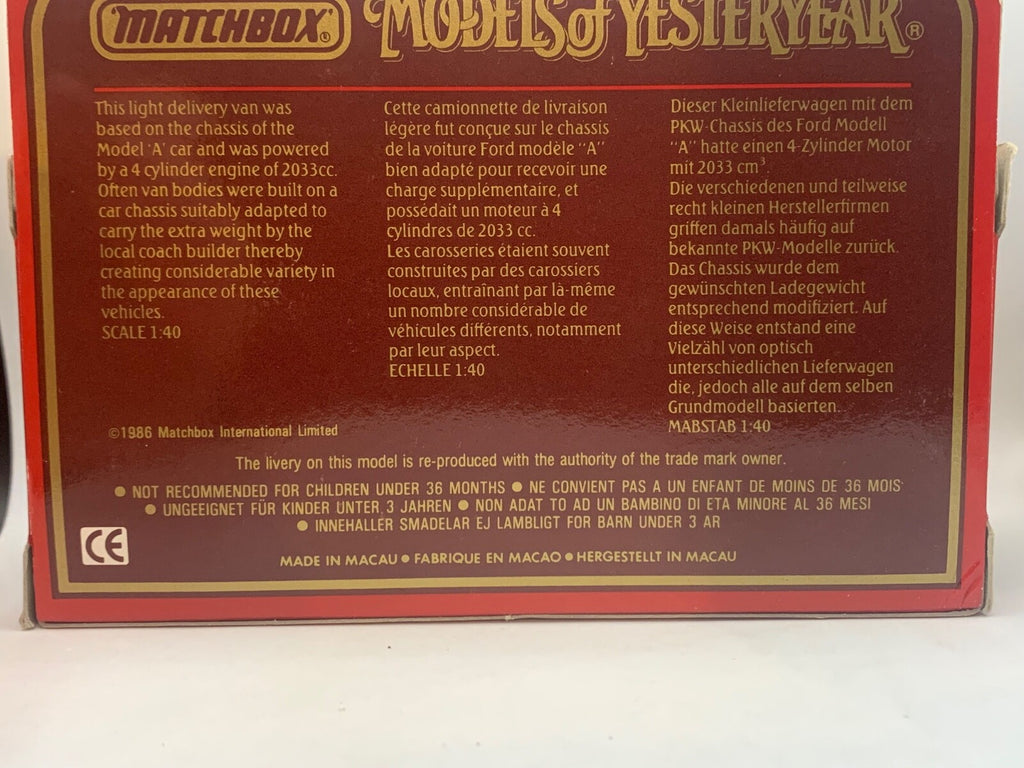 MATCHBOX®
MODELS of YESTERYEAR®
This light delivery van was
based on the chassis of the
Model 'A' car and was powered
by a 4 cylinder engine of 2033cc.
Often van bodies were built on a
car chassis suitably adapted to
carry the extra weight by the
local coach builder thereby
creating considerable variety in
the appearance of these
vehicles.
SCALE 1:40
Cette camionnette de livraison
légère fut conçue sur le chassis
de la voiture Ford modèle "A"
bien adapté pour recevoir une
charge supplémentaire, et
possédait un moteur à 4
cylindres de 2033 cc.
Les carosseries étaient souvent
construites par des carossiers
locaux, entraînant par là-même
un nombre considérable de
véhicules différents, notamment
par leur aspect.
ECHELLE 1:40
Dieser Kleinlieferwagen mit dem
PKW-Chassis des Ford Modell
"A" hatte einen 4-Zylinder Motor
mit 2033 cm³.
Die verschiedenen und teilweise
recht kleinen Herstellerfirmen
griffen damals häufig auf
bekannte PKW-Modelle zurück.
Das Chassis wurde dem
gewünschten Ladegewicht
entsprechend modifiziert. Auf
diese Weise entstand eine
Vielzähl von optisch
unterschiedlichen Lieferwagen
die, jedoch alle auf dem selben
Grundmodell basierten.
MABSTAB 1:40
©1986 Matchbox International Limited
The livery on this model is re-produced with the authority of the trade mark owner.
● NOT RECOMMENDED FOR CHILDREN UNDER 36 MONTHS ● NE CONVIENT PAS A UN ENFANT DE MOINS DE 36 MOIS
● UNGEEIGNET FÜR KINDER UNTER 3 JAHREN ● NON ADAT TO AD UN BAMBINO DI ETA MINORE AL 36 MESI
● INNEHALLER SMADELAR EJ LAMBLIGT FOR BARN UNDER 3 AR
CE
MADE IN MACAU ● FABRIQUE EN MACAO ● HERGESTELLT IN MACAU